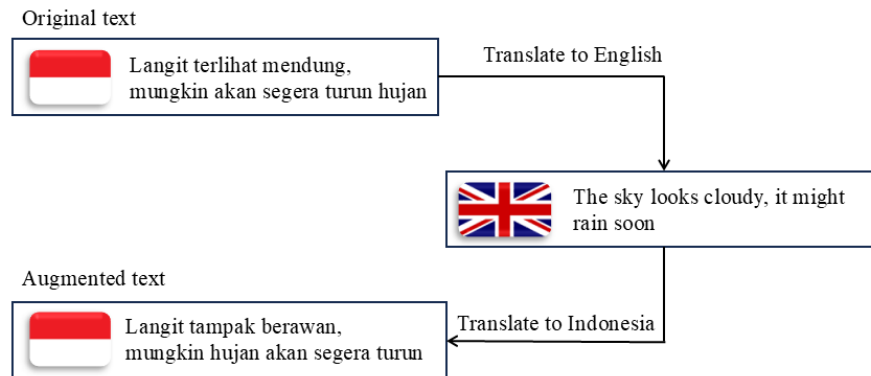 Original text
Langit terlihat mendung,
mungkin akan segera turun hujan
Translate to English
The sky looks cloudy, it might
rain soon
Augmented text
Langit tampak berawan,
mungkin hujan akan segera turun
Translate to Indonesia